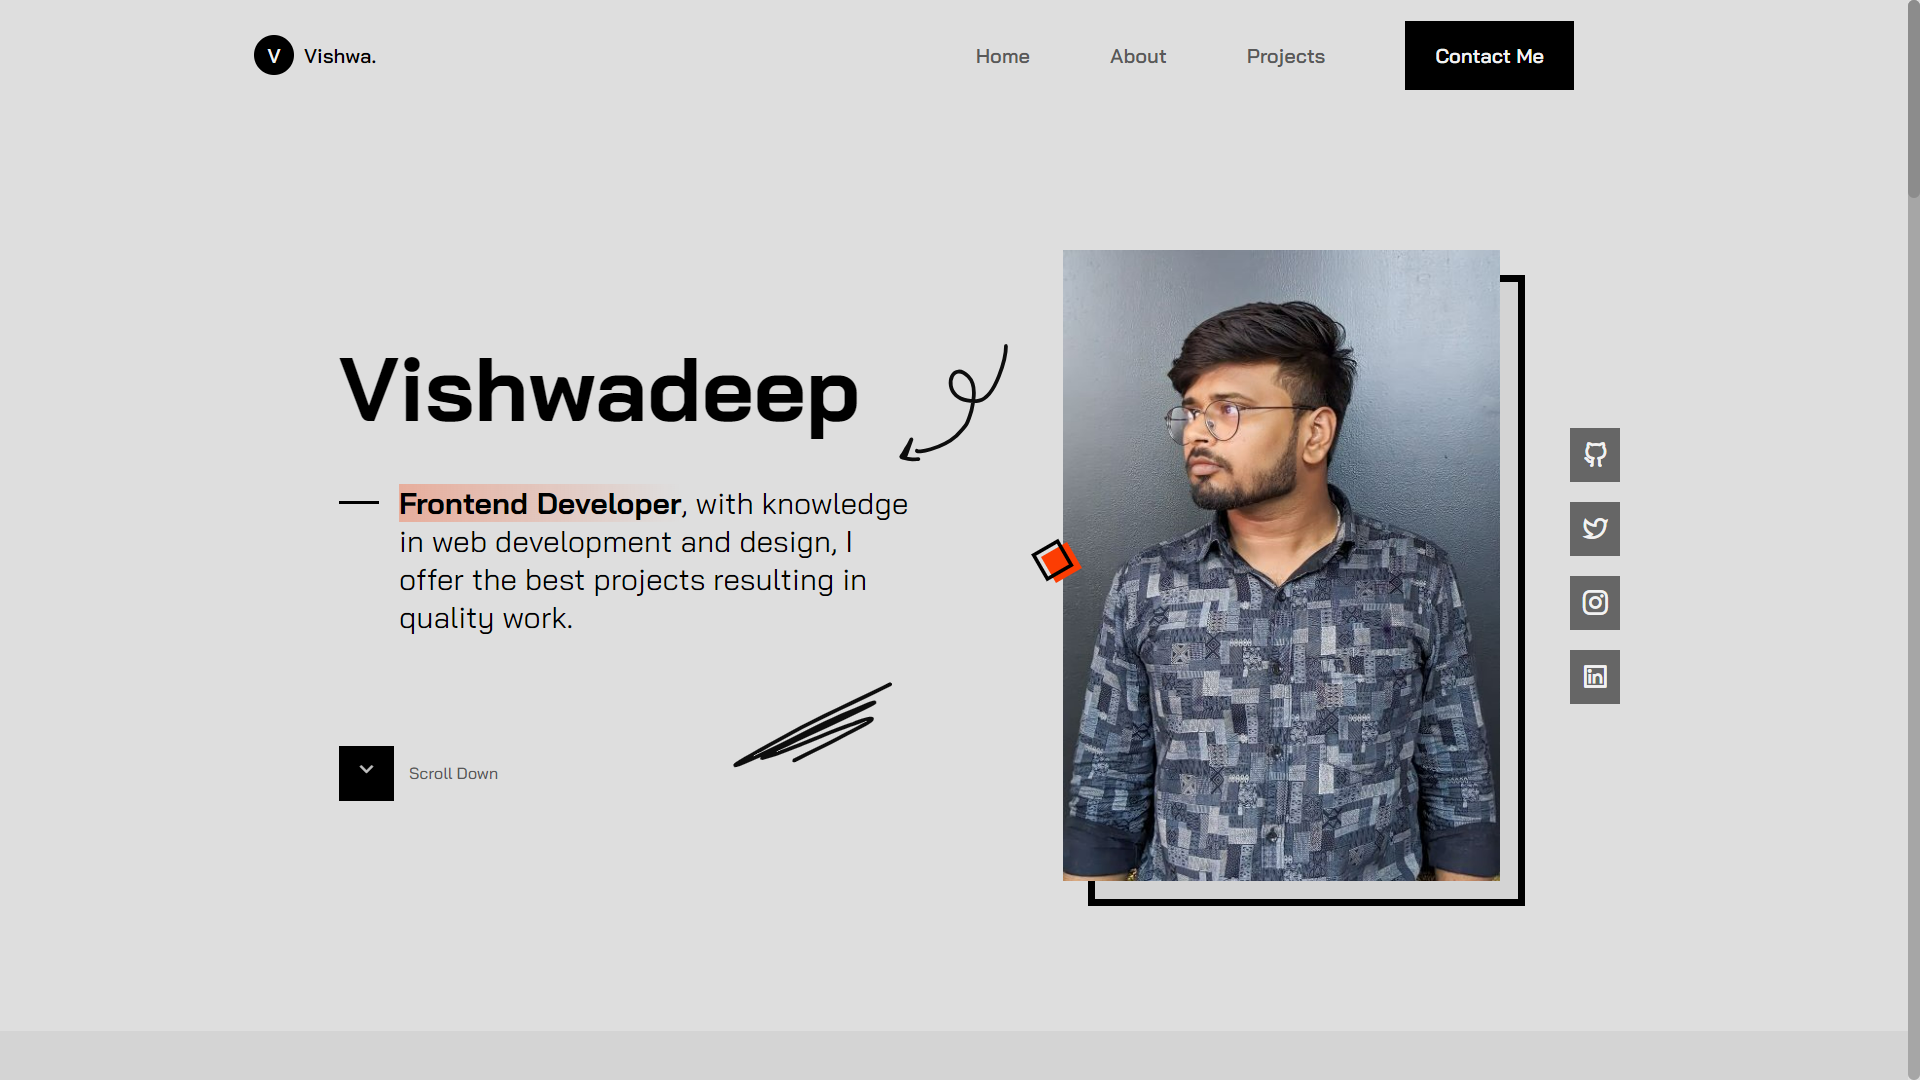 V Vishwa.
Home About Projects Contact Me
Vishwadeep
Frontend Developer, with knowledge
in web development and design, I
offer the best projects resulting in
quality work.
Scroll Down